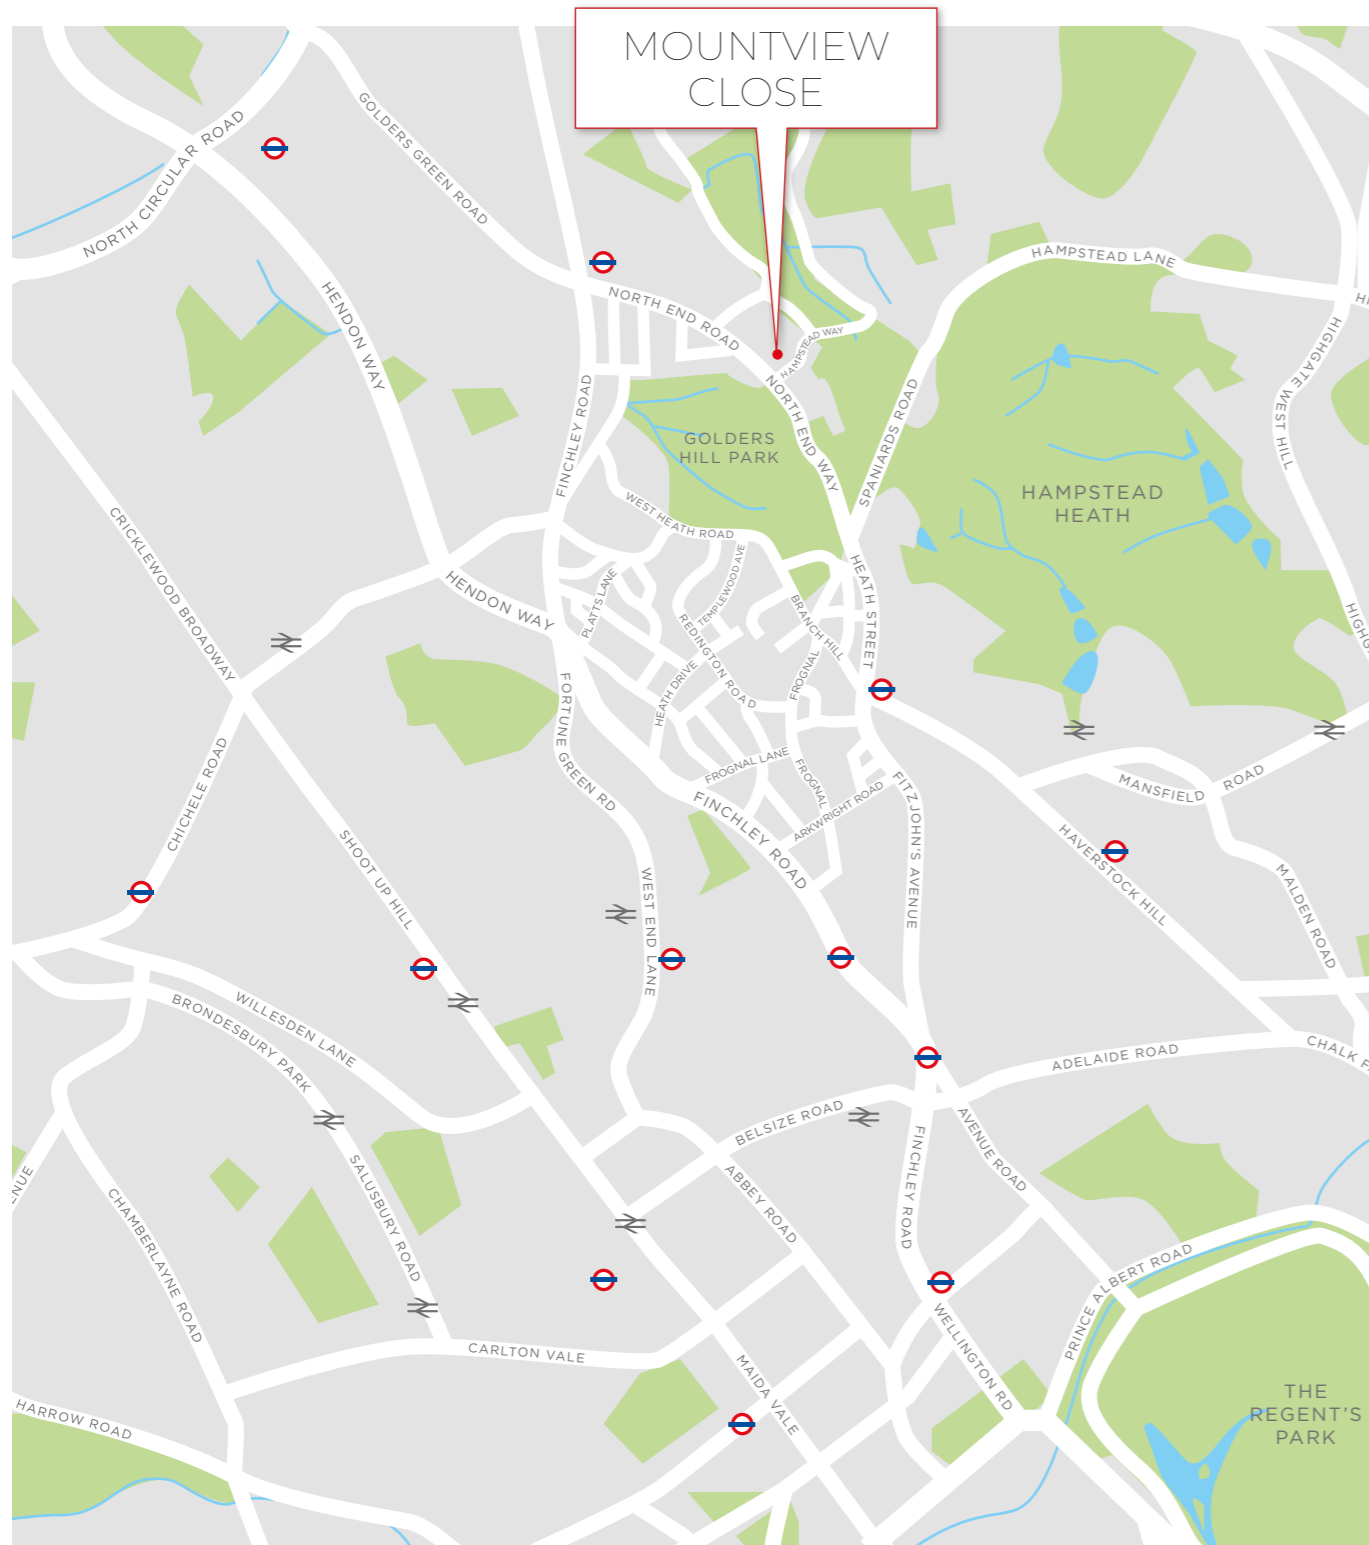 MOUNTVIEW
CLOSE
NORTH CIRCULAR ROAD
GOLDERS GREEN ROAD
HAMPSTEAD LANE
HI
HENDON WAY
NORTH END ROAD
HAMPSTEAD WAY
HIGHGATE WEST HILL
FINCHLEY ROAD
NORTH END WAY
SPANIARDS ROAD
GOLDERS
HILL PARK
HAMPSTEAD
HEATH
CRICKLEWOOD BROADWAY
WEST HEATH ROAD
TEMPLEWOOD AVE
PLATTS LANE
HENDON WAY
HEATH STREET
BRANCH HILL
REDINGTON ROAD
HEATH DRIVE
FROGNAL
HIGHG
FORTUNE GREEN RD
CHICHELE ROAD
FROGNAL LANE
FROGNAL
ARKWRIGHT ROAD
FITZJOHN'S AVENUE
FINCHLEY ROAD
MANSFIELD ROAD
SHOOT UP HILL
HAVERSTOCK HILL
WEST END LANE
MALDEN ROAD
WILLESDEN LANE
BRONDESBURY PARK
ADELAIDE ROAD
CHALK F
BELSIZE ROAD
AVENUE ROAD
FINCHLEY ROAD
ABBEY ROAD
SALUSBURY ROAD
ENUE
CHAMBERLAYNE ROAD
PRINCE ALBERT ROAD
WELLINGTON RD
CARLTON VALE
MAIDA VALE
HARROW ROAD
THE
REGENT'S
PARK